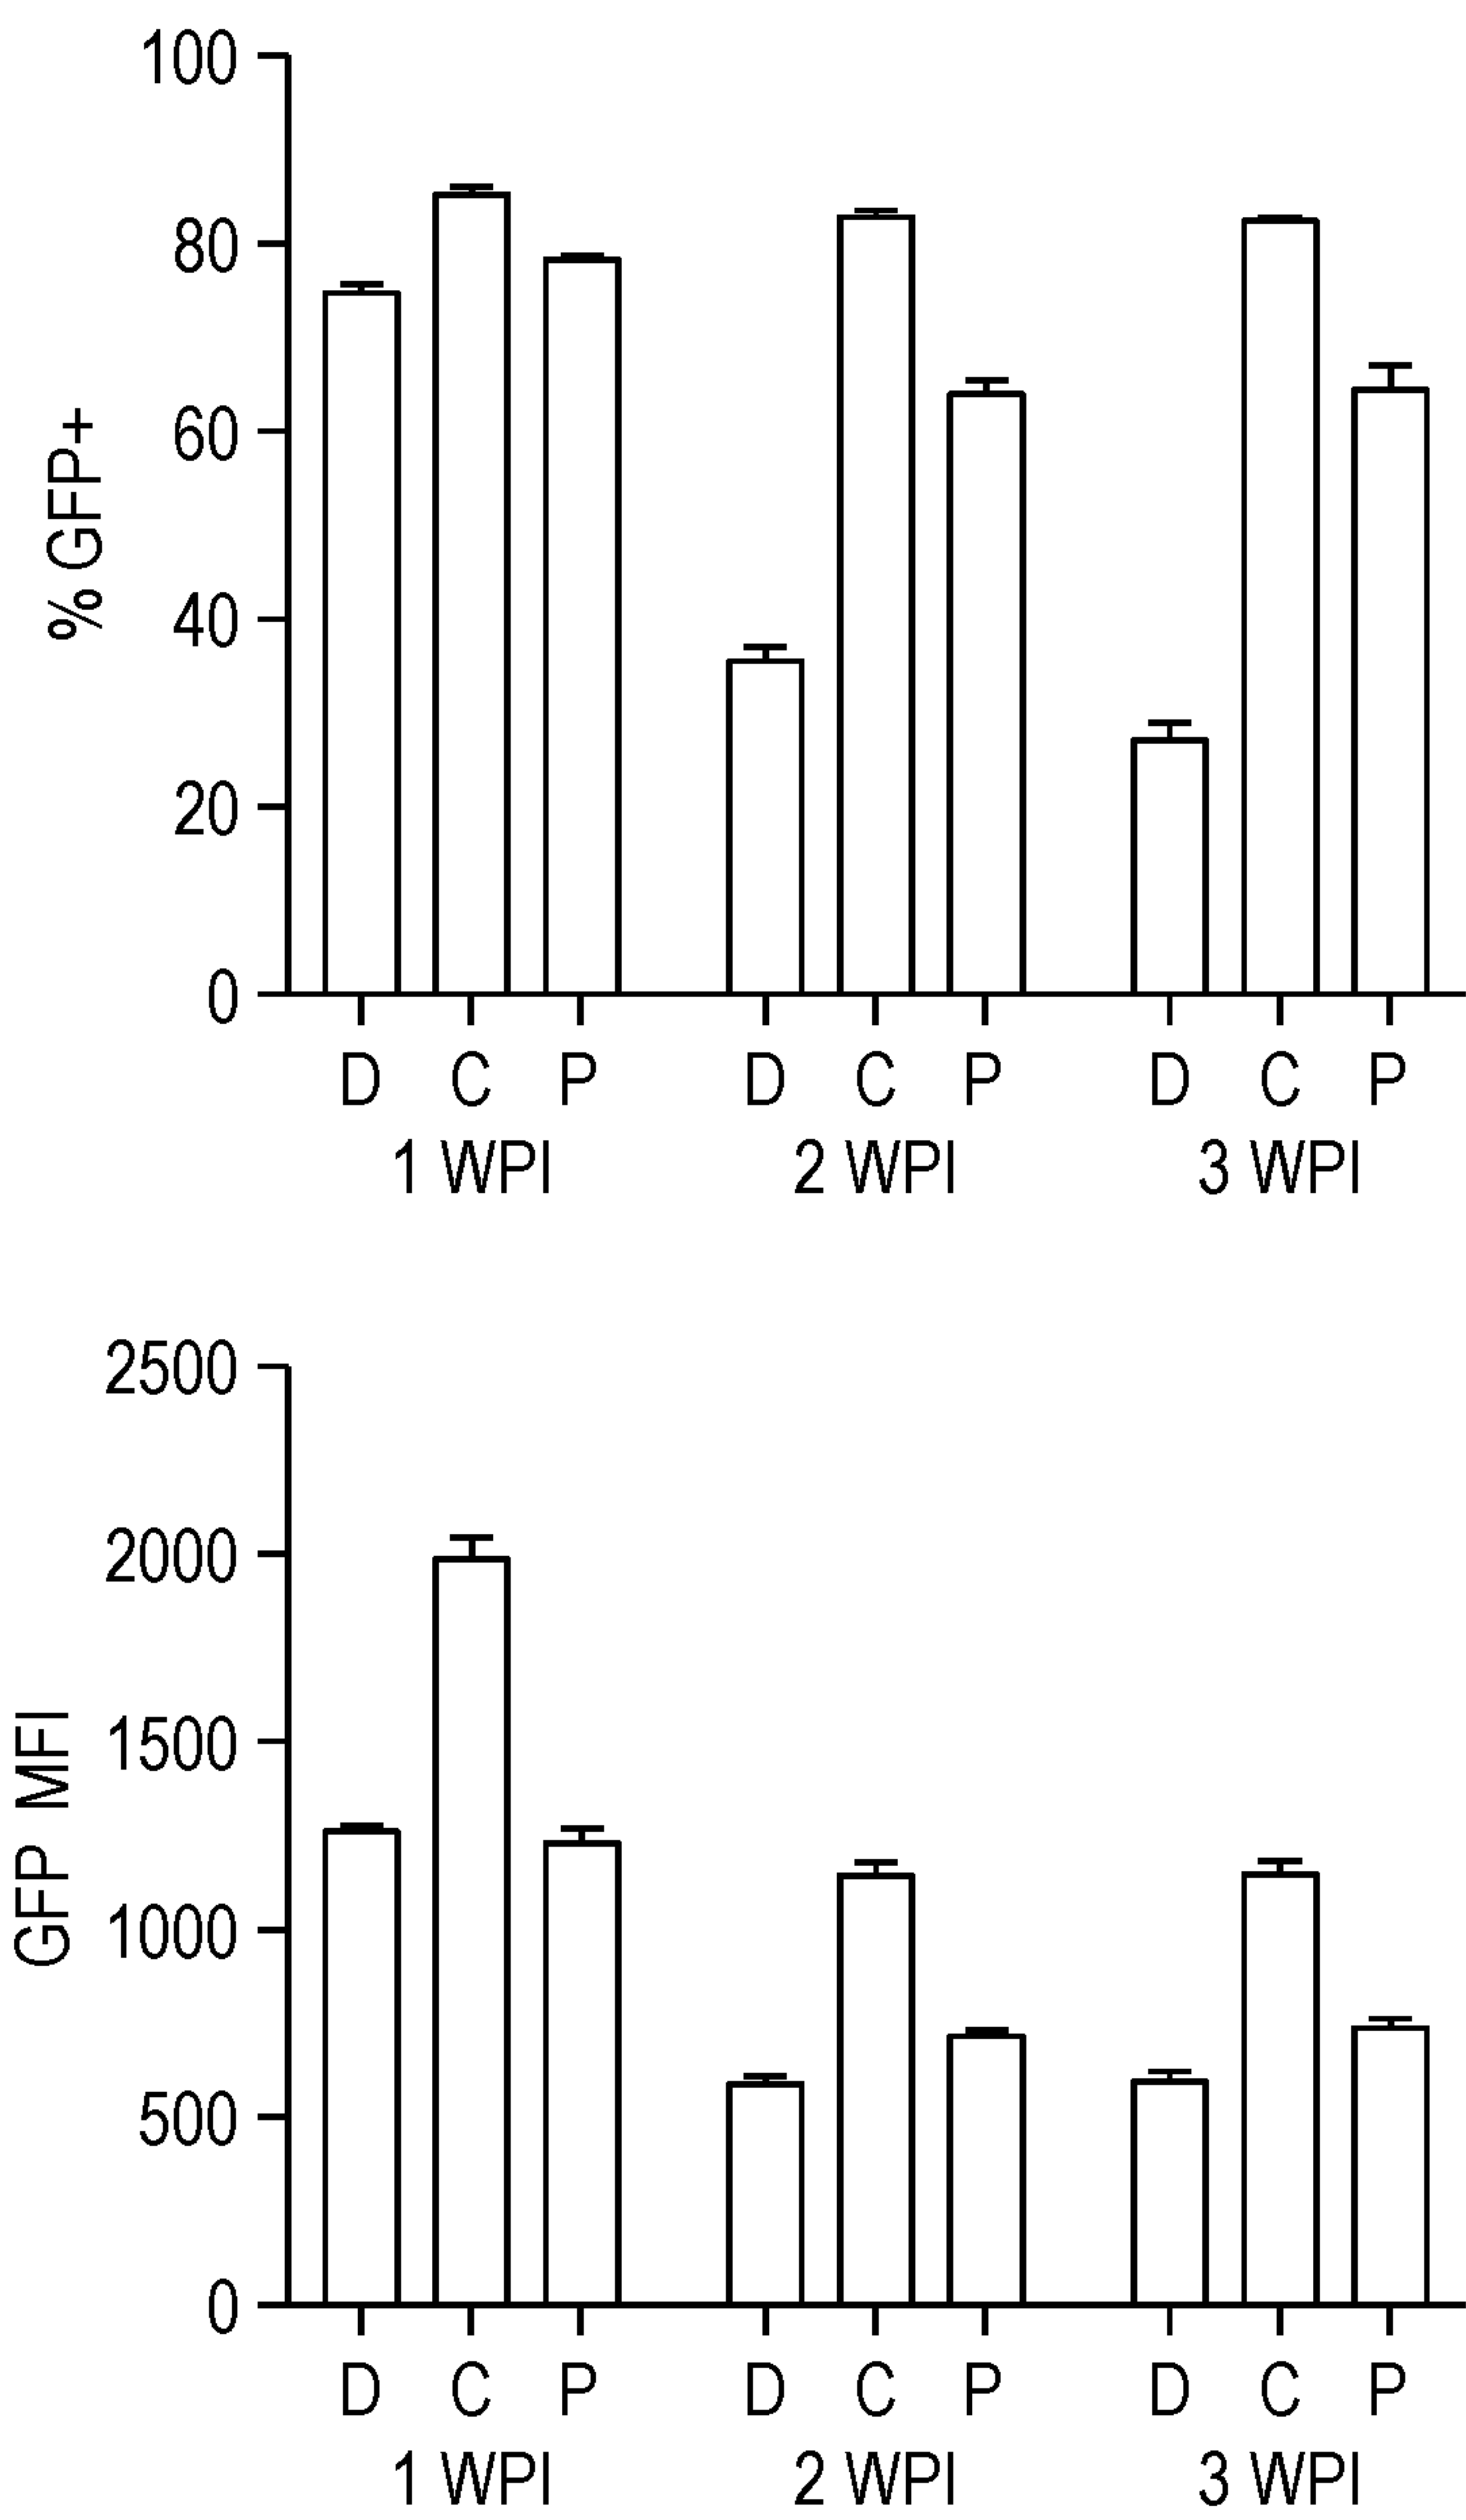 100
80
60
40
20
0
% GFP+
D C P D C P D C P
1 WPI 2 WPI 3 WPI
2500
2000
1500
1000
500
0
GFP MFI
D C P D C P D C P
1 WPI 2 WPI 3 WPI